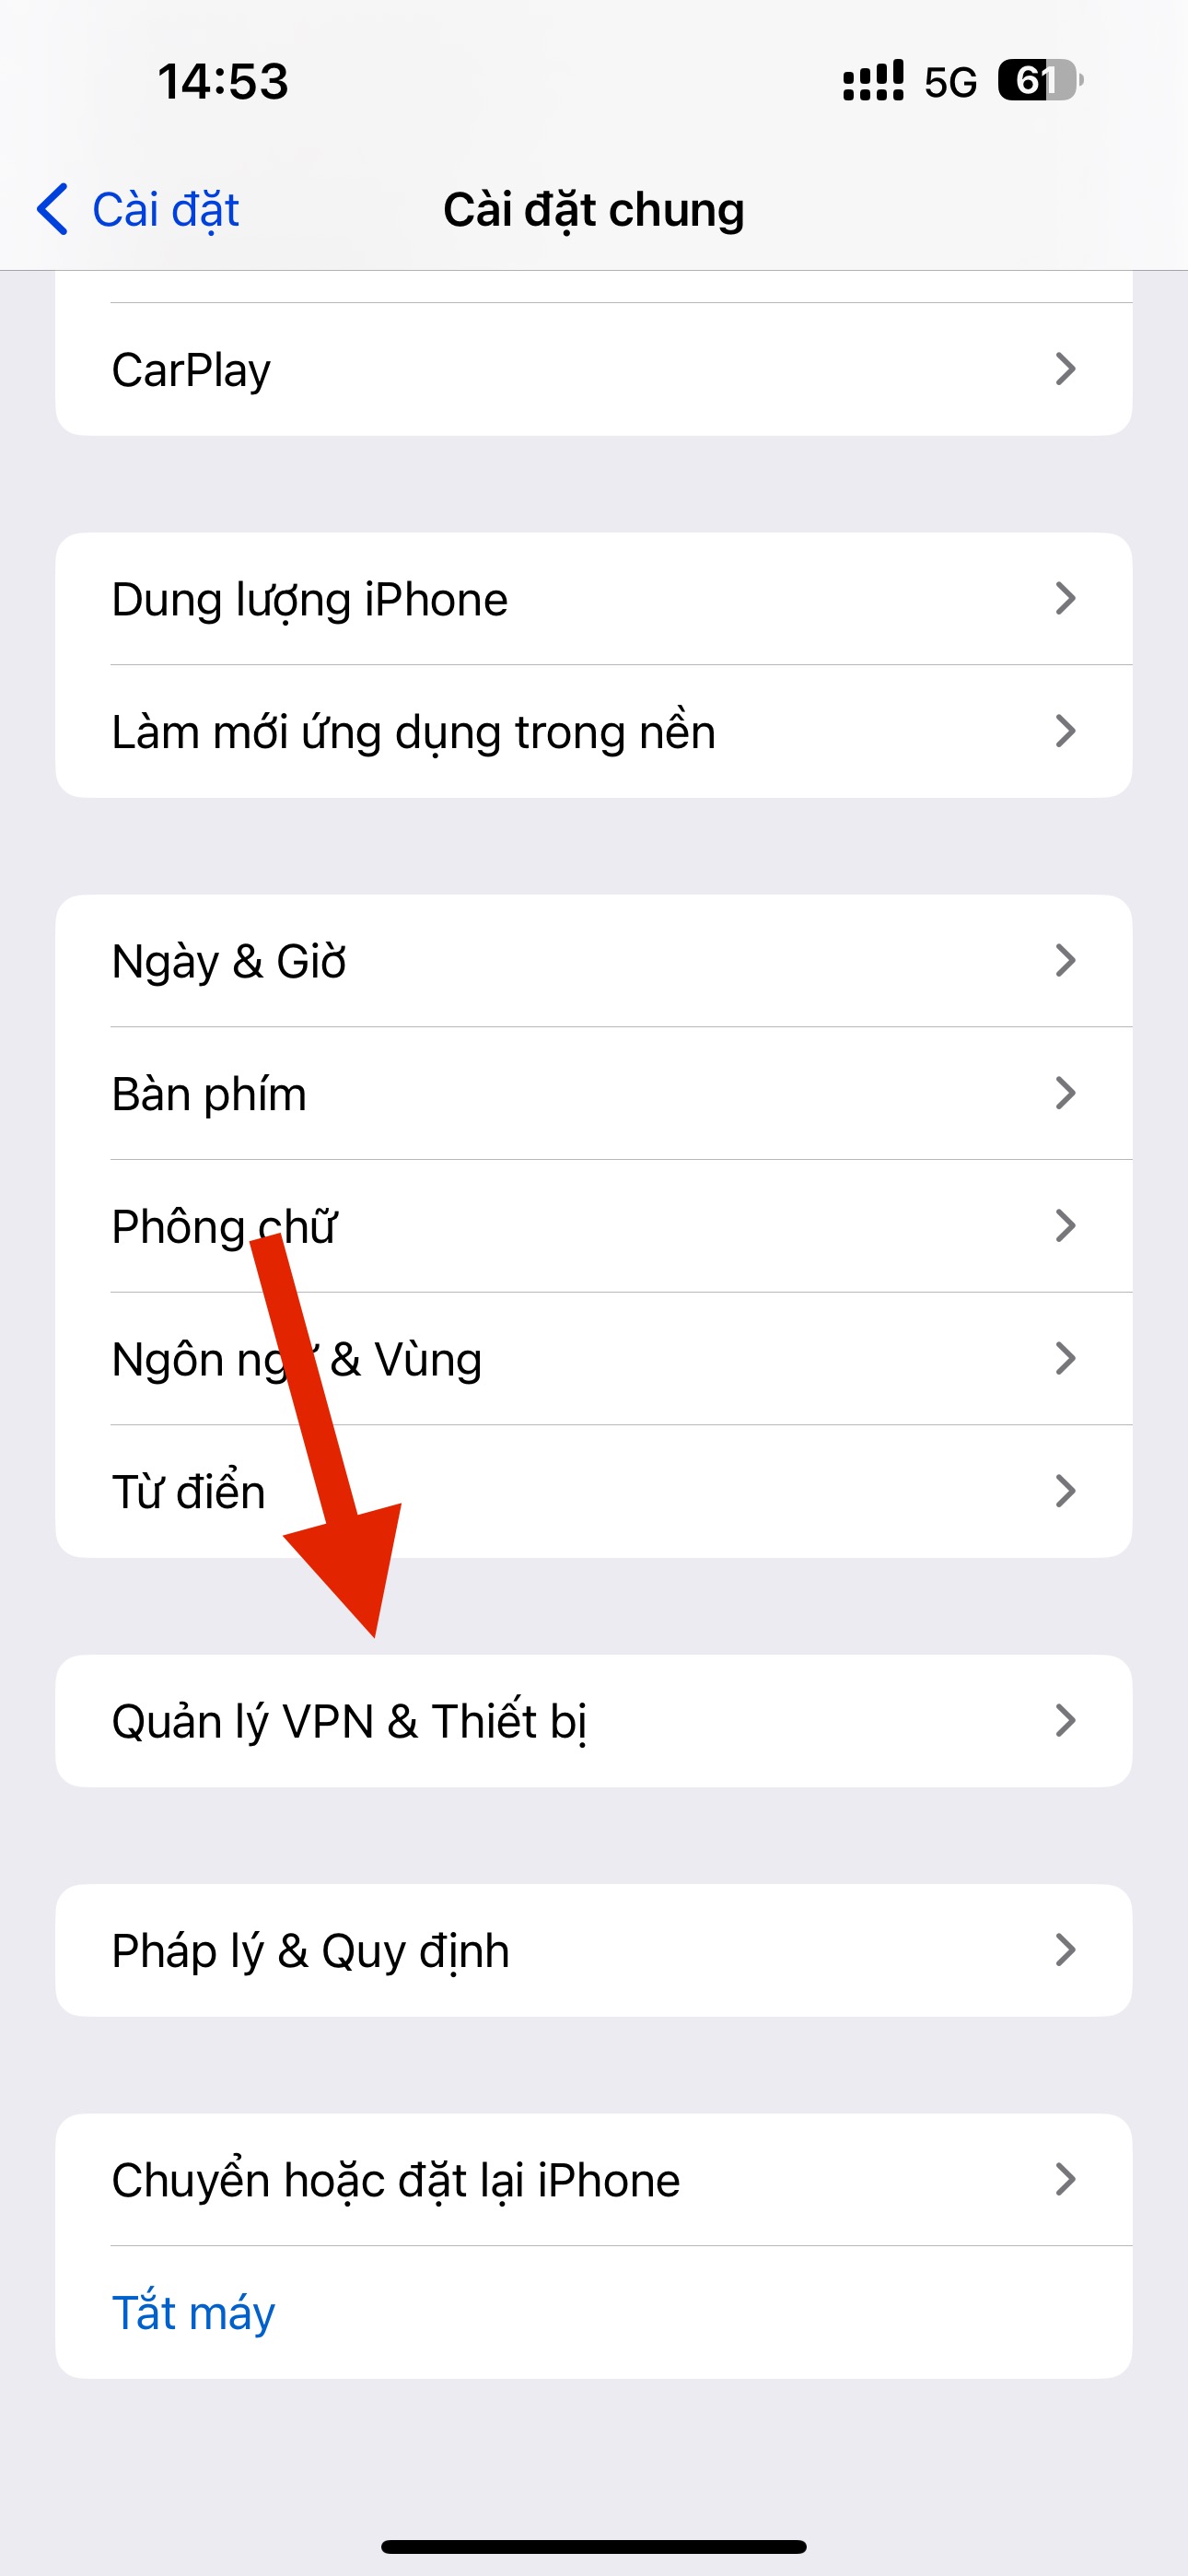 14:53 5G 61
Cài đặt Cài đặt chung
CarPlay
Dung lượng iPhone
Làm mới ứng dụng trong nền
Ngày & Giờ
Bàn phím
Phông chữ
Ngôn ngữ & Vùng
Từ điển
Quản lý VPN & Thiết bị
Pháp lý & Quy định
Chuyển hoặc đặt lại iPhone
Tắt máy